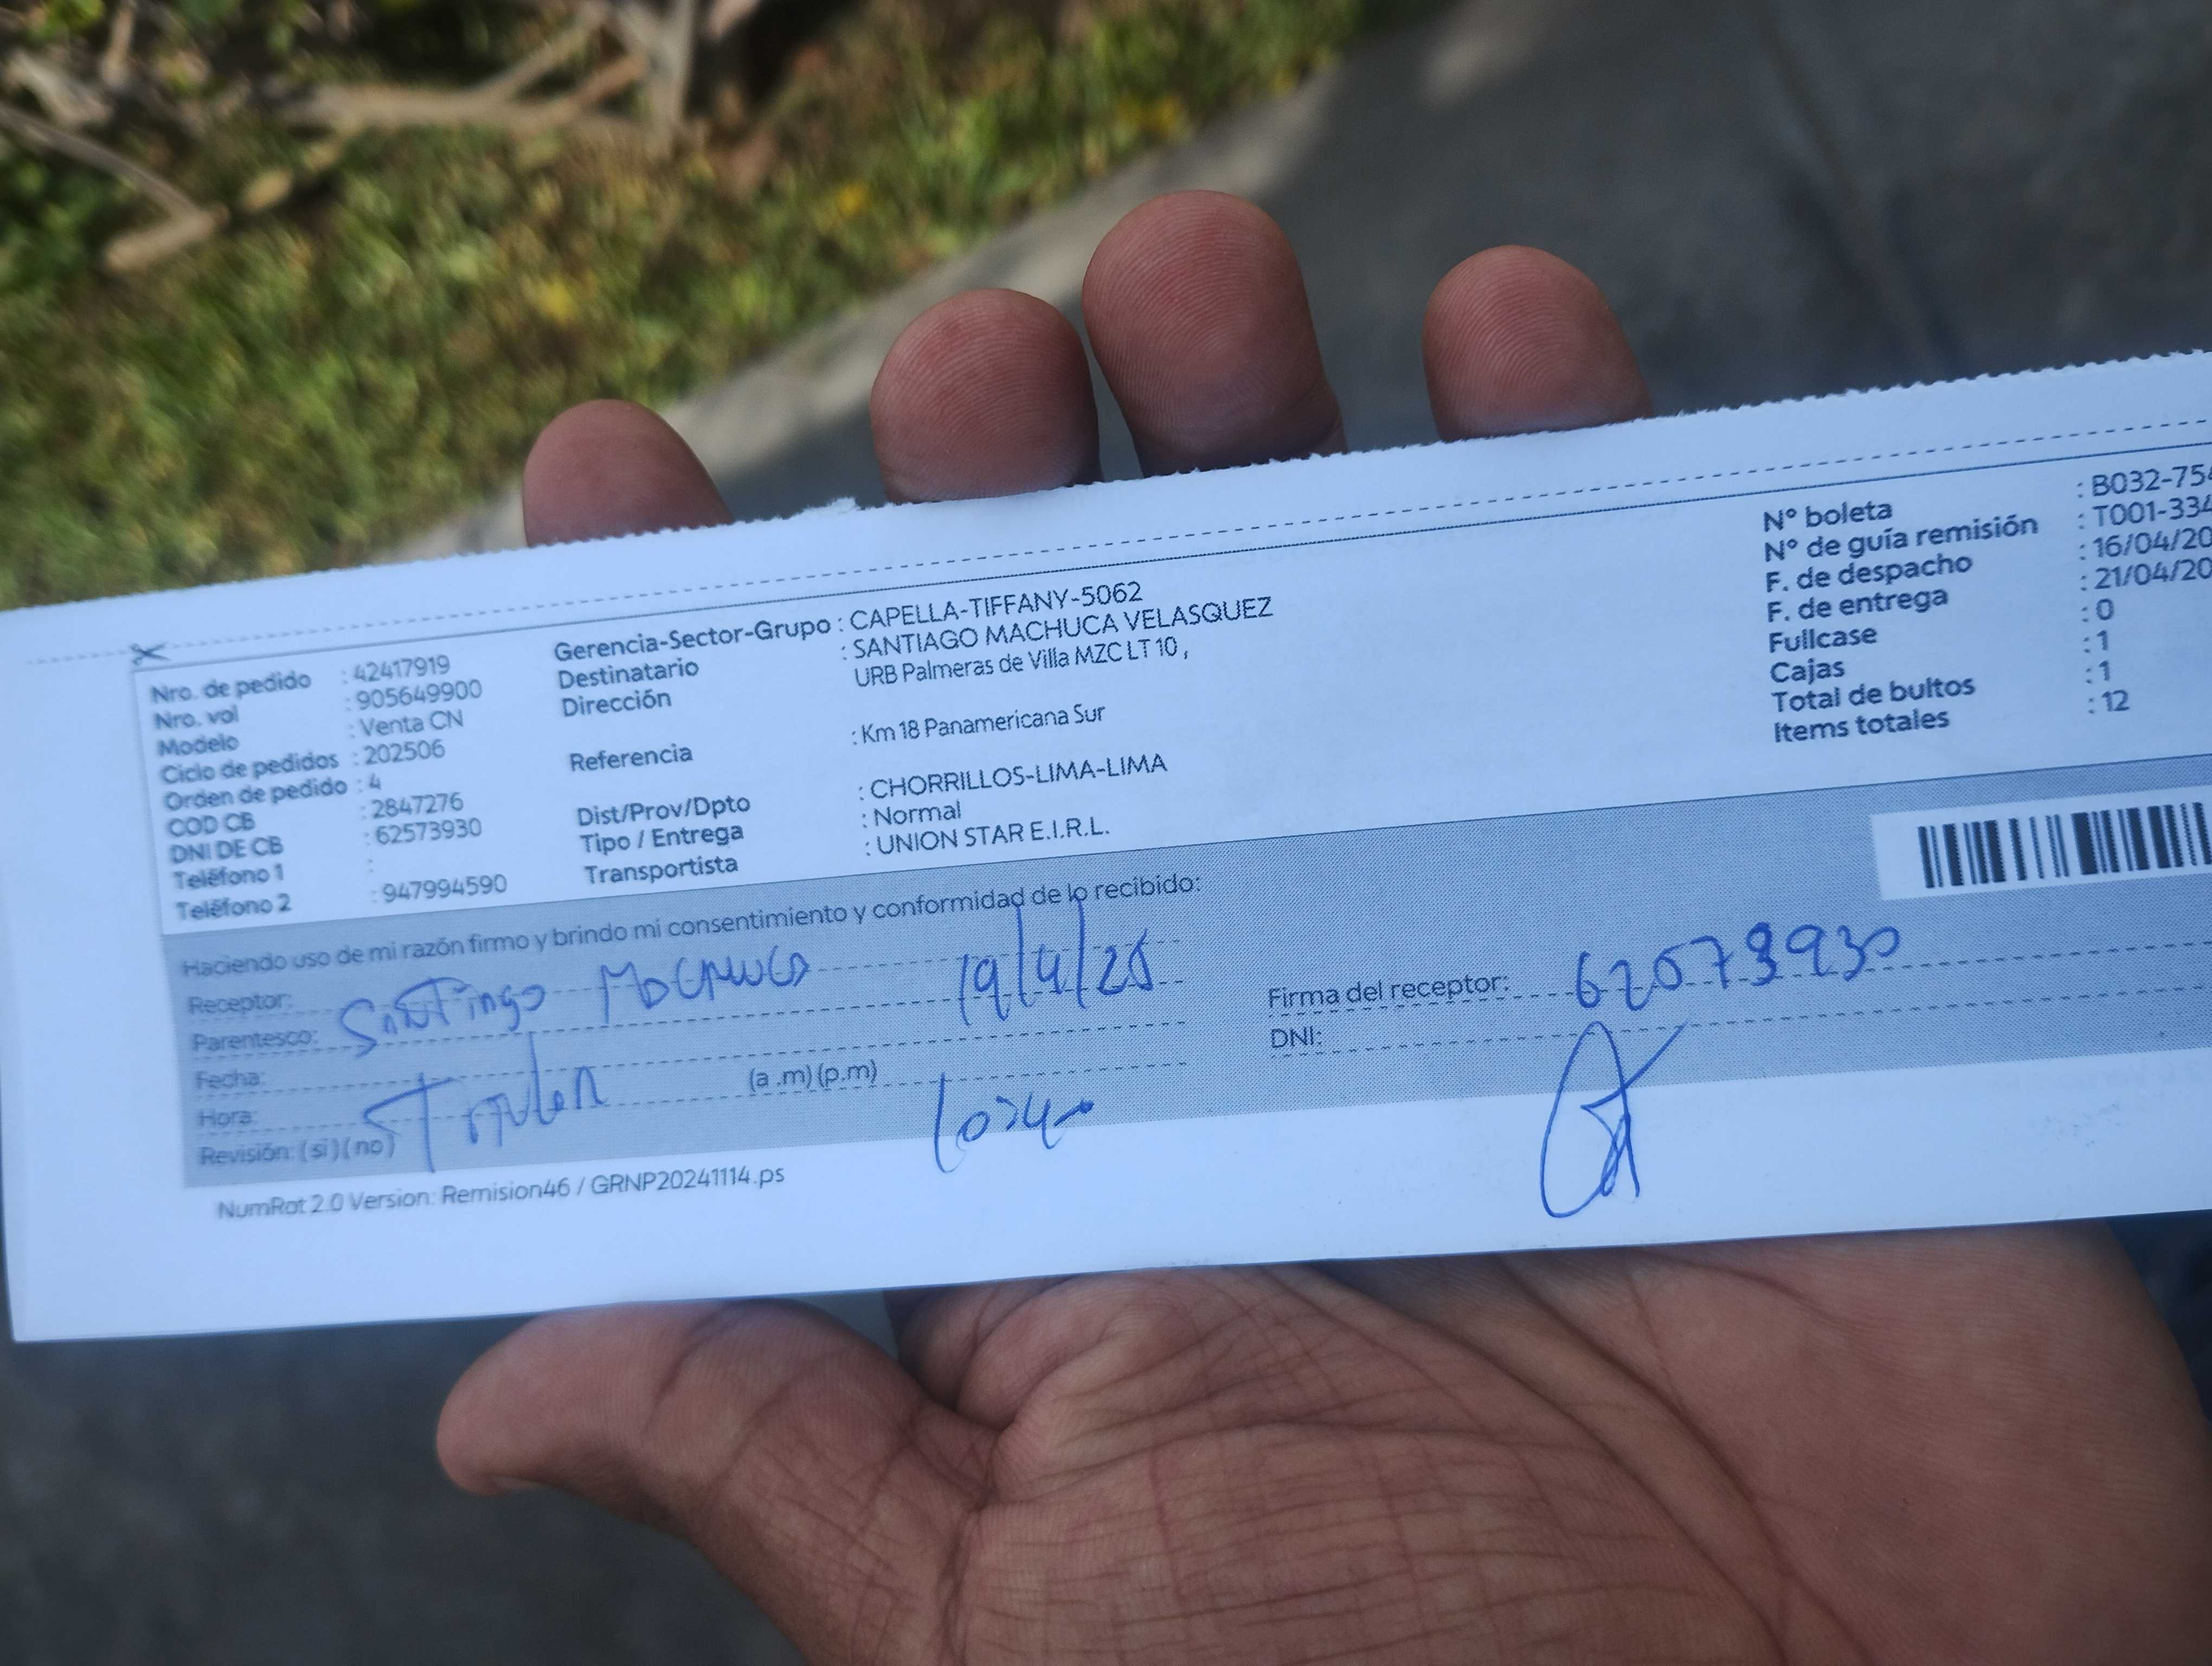 Nro. de pedido : 42417919
Nro. vol : 905649900
Modelo : Venta CN
Ciclo de pedidos : 202506
Orden de pedido : 4
COD CB : 2847276
DNI DE CB : 62573930
Teléfono 1 :
Teléfono 2 : 947994590
Gerencia-Sector-Grupo : CAPELLA-TIFFANY-5062
Destinatario : SANTIAGO MACHUCA VELASQUEZ
Dirección URB Palmeras de Villa MZC LT 10 ,
Referencia : Km 18 Panamericana Sur
Dist/Prov/Dpto : CHORRILLOS-LIMA-LIMA
Tipo / Entrega : Normal
Transportista : UNION STAR E.I.R.L.
N° boleta : B032-754
N° de guía remisión : T001-334
F. de despacho : 16/04/20
F. de entrega : 21/04/20
Fullcase : 0
Cajas : 1
Total de bultos : 1
Items totales : 12
Haciendo uso de mi razón firmo y brindo mi consentimiento y conformidad de lo recibido:
Receptor:
Santiago Machuca 19/4/25
Parentesco:
Fecha:
Hora: (a .m) (p.m)
Titular
Revisión: (si) (no)
Firma del receptor: 62573930
DNI:
NumRot 2.0 Version: Remision46 / GRNP20241114.ps